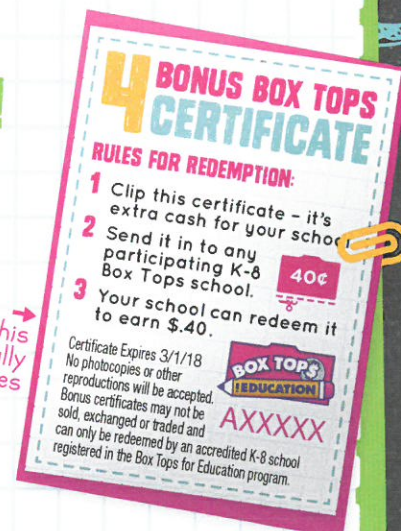 4 BONUS BOX TOPS
CERTIFICATE
RULES FOR REDEMPTION:
1 Clip this certificate – it's
extra cash for your school
2 Send it in to any
participating K-8
Box Tops school.
40¢
3 Your school can redeem it
to earn $.40.
Certificate Expires 3/1/18
No photocopies or other
reproductions will be accepted.
Bonus certificates may not be
sold, exchanged or traded and
can only be redeemed by an accredited K-8 school
registered in the Box Tops for Education program.
BOX TOPS
EDUCATION
AXXXXX